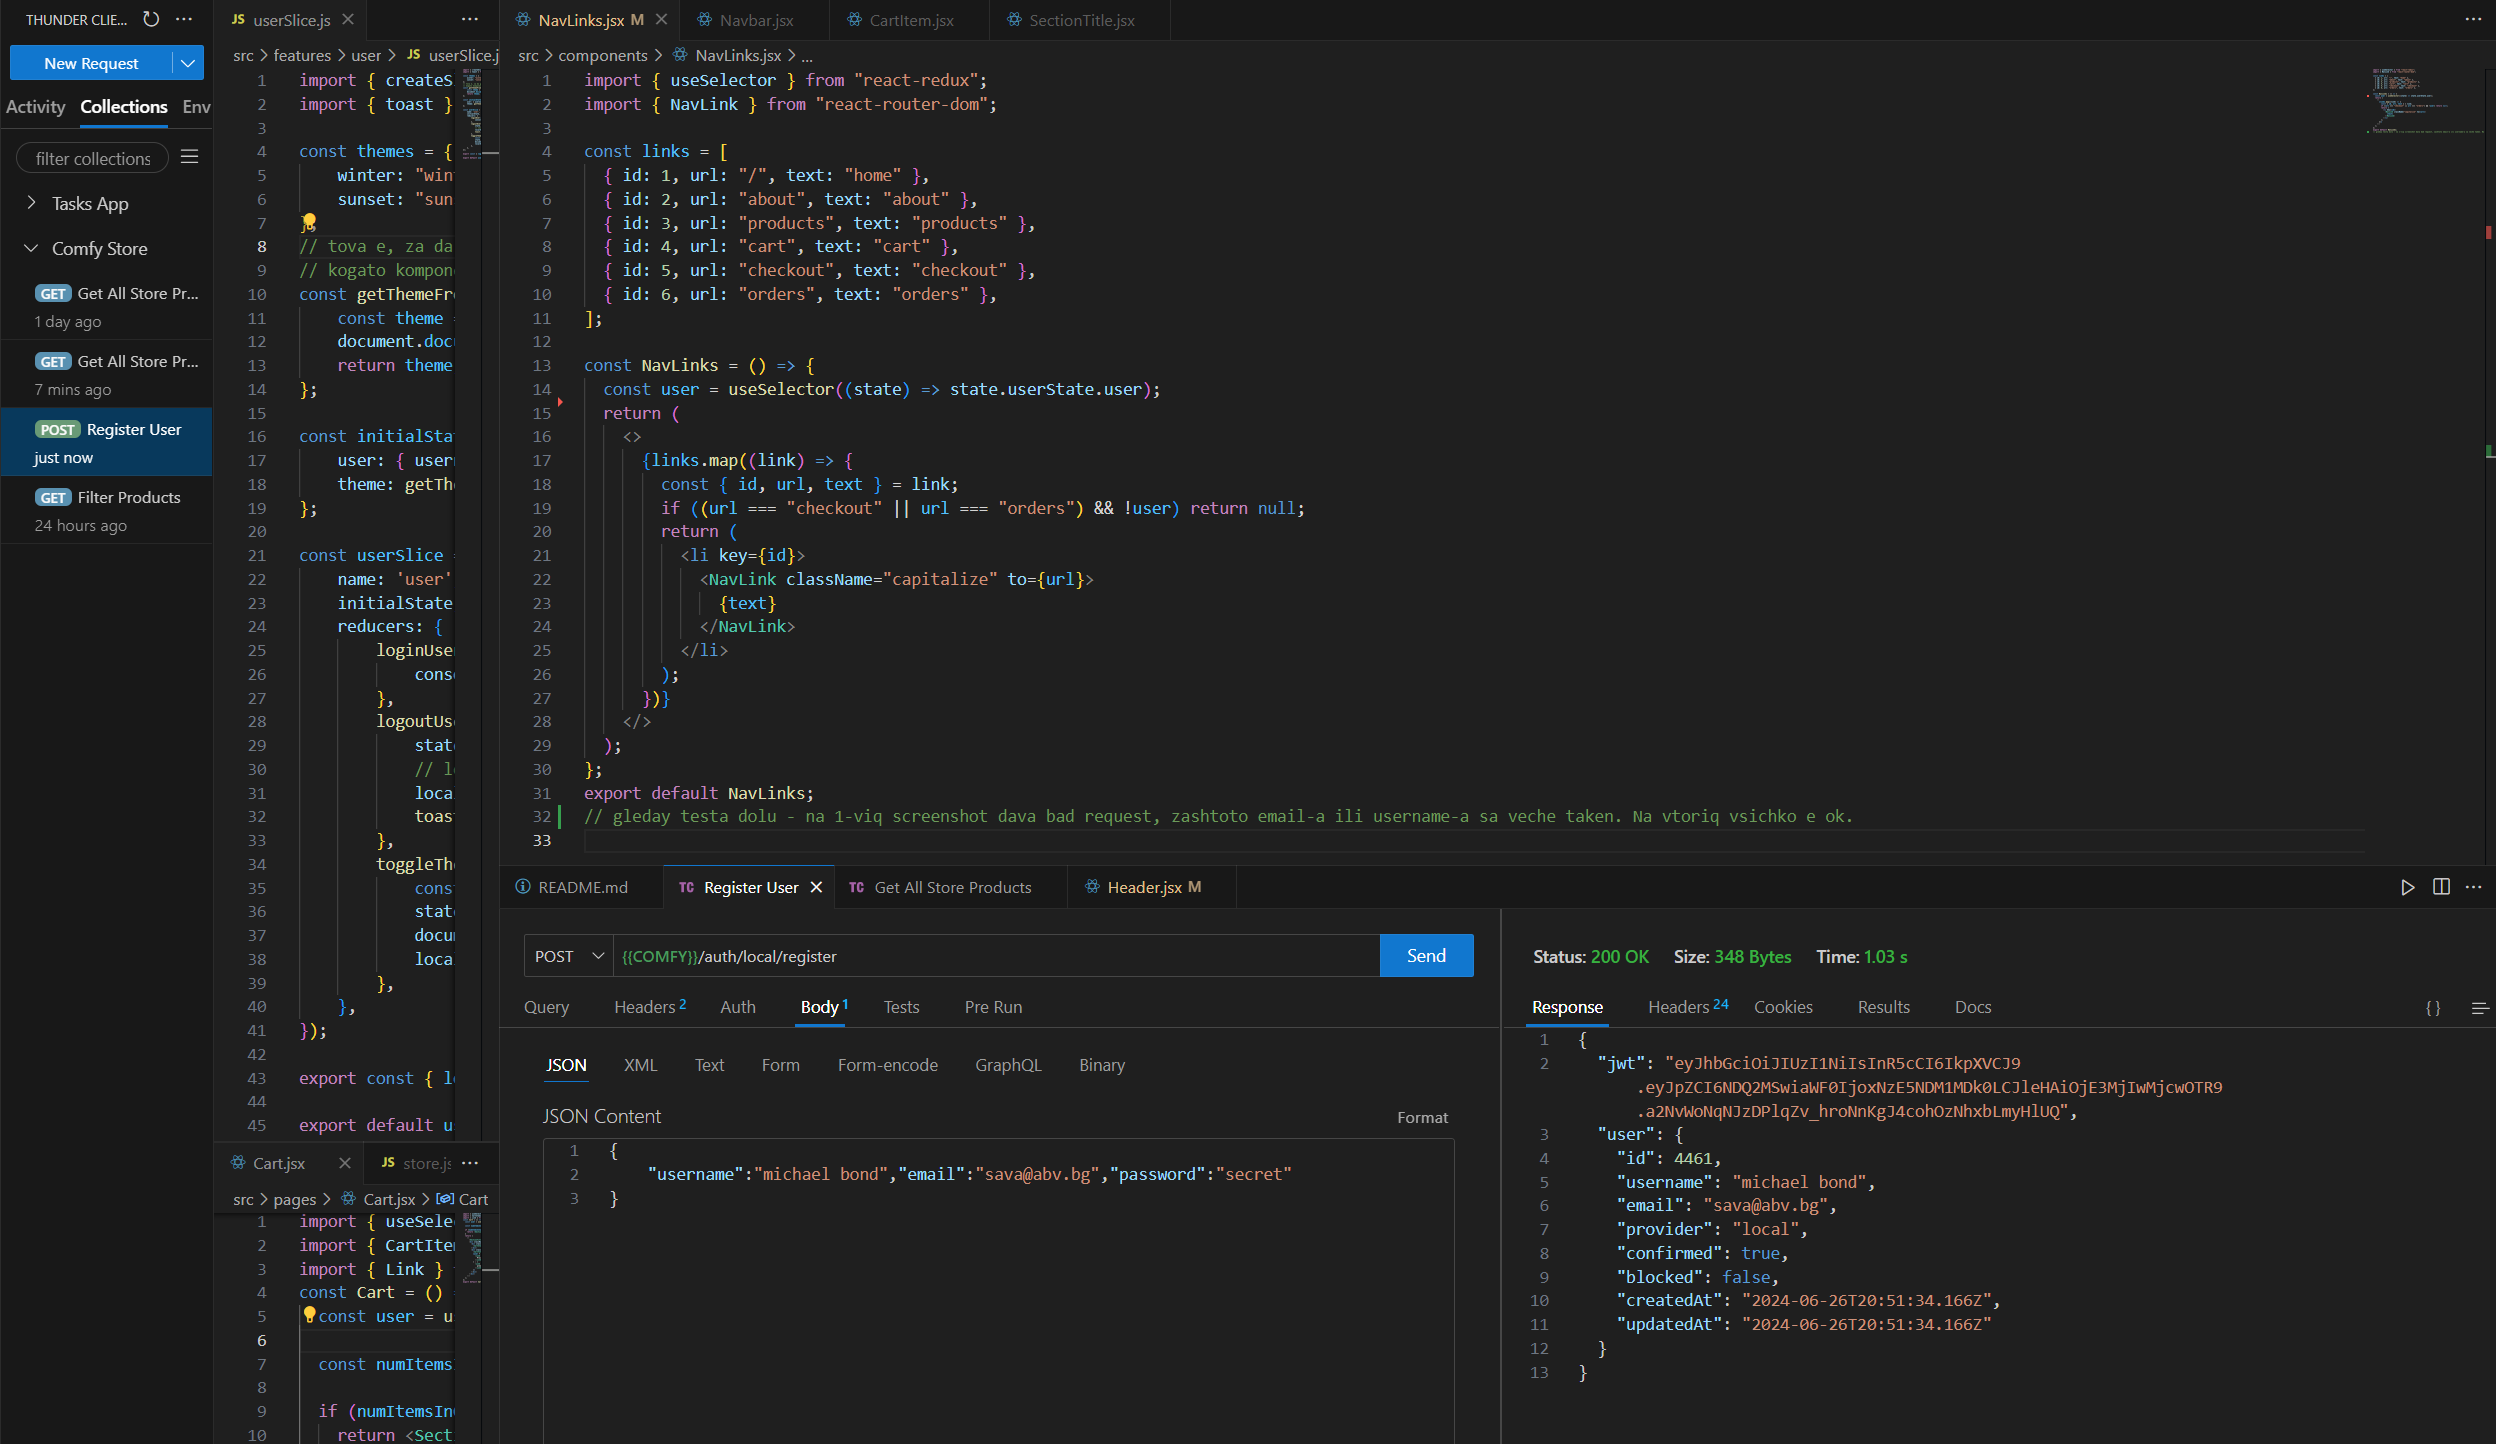 THUNDER CLIE...
New Request
Activity Collections Env
filter collections
Tasks App
Comfy Store
GET Get All Store Pr...
1 day ago
GET Get All Store Pr...
7 mins ago
POST Register User
just now
GET Filter Products
24 hours ago
JS userSlice.js
src > features > user > JS userSlice.j
1 import { createS
2 import { toast }
3
4 const themes = {
5 winter: "win
6 sunset: "sun
7 };
8 // tova e, za da
9 // kogato kompon
10 const getThemeFr
11 const theme
12 document.doc
13 return theme
14 };
15
16 const initialSta
17 user: { user
18 theme: getTh
19 };
20
21 const userSlice
22 name: 'user'
23 initialState
24 reducers: {
25 loginUse
26 cons
27 },
28 logoutUs
29 stat
30 // l
31 loca
32 toas
33 },
34 toggleTh
35 cons
36 stat
37 docu
38 loca
39 },
40 },
41 });
42
43 export const { l
44
45 export default u
Cart.jsx JS store.js
src > pages > Cart.jsx > Cart
1 import { useSele
2 import { CartIte
3 import { Link }
4 const Cart = ()
5 const user = u
6
7 const numItems
8
9 if (numItemsIn
10 return <Sect
NavLinks.jsx M Navbar.jsx CartItem.jsx SectionTitle.jsx
src > components > NavLinks.jsx > ...
1 import { useSelector } from "react-redux";
2 import { NavLink } from "react-router-dom";
3
4 const links = [
5 { id: 1, url: "/", text: "home" },
6 { id: 2, url: "about", text: "about" },
7 { id: 3, url: "products", text: "products" },
8 { id: 4, url: "cart", text: "cart" },
9 { id: 5, url: "checkout", text: "checkout" },
10 { id: 6, url: "orders", text: "orders" },
11 ];
12
13 const NavLinks = () => {
14 const user = useSelector((state) => state.userState.user);
15 return (
16 <>
17 {links.map((link) => {
18 const { id, url, text } = link;
19 if ((url === "checkout" || url === "orders") && !user) return null;
20 return (
21 <li key={id}>
22 <NavLink className="capitalize" to={url}>
23 {text}
24 </NavLink>
25 </li>
26 );
27 })}
28 </>
29 );
30 };
31 export default NavLinks;
32 // gleday testa dolu - na 1-viq screenshot dava bad request, zashtoto email-a ili username-a sa veche taken. Na vtoriq vsichko e ok.
33
README.md TC Register User TC Get All Store Products Header.jsx M
POST {{COMFY}}/auth/local/register Send
Query Headers 2 Auth Body 1 Tests Pre Run
JSON XML Text Form Form-encode GraphQL Binary
JSON Content Format
1 {
2 "username":"michael bond","email":"sava@abv.bg","password":"secret"
3 }
Status: 200 OK Size: 348 Bytes Time: 1.03 s
Response Headers 24 Cookies Results Docs {}
1 {
2 "jwt": "eyJhbGciOiJIUzI1NiIsInR5cCI6IkpXVCJ9
.eyJpZCI6NDQ2MSwiaWF0IjoxNzE5NDM1MDk0LCJleHAiOjE3MjIwMjcwOTR9
.a2NvWoNqNJzDPlqZv_hroNnKgJ4cohOzNhxbLmyHlUQ",
3 "user": {
4 "id": 4461,
5 "username": "michael bond",
6 "email": "sava@abv.bg",
7 "provider": "local",
8 "confirmed": true,
9 "blocked": false,
10 "createdAt": "2024-06-26T20:51:34.166Z",
11 "updatedAt": "2024-06-26T20:51:34.166Z"
12 }
13 }